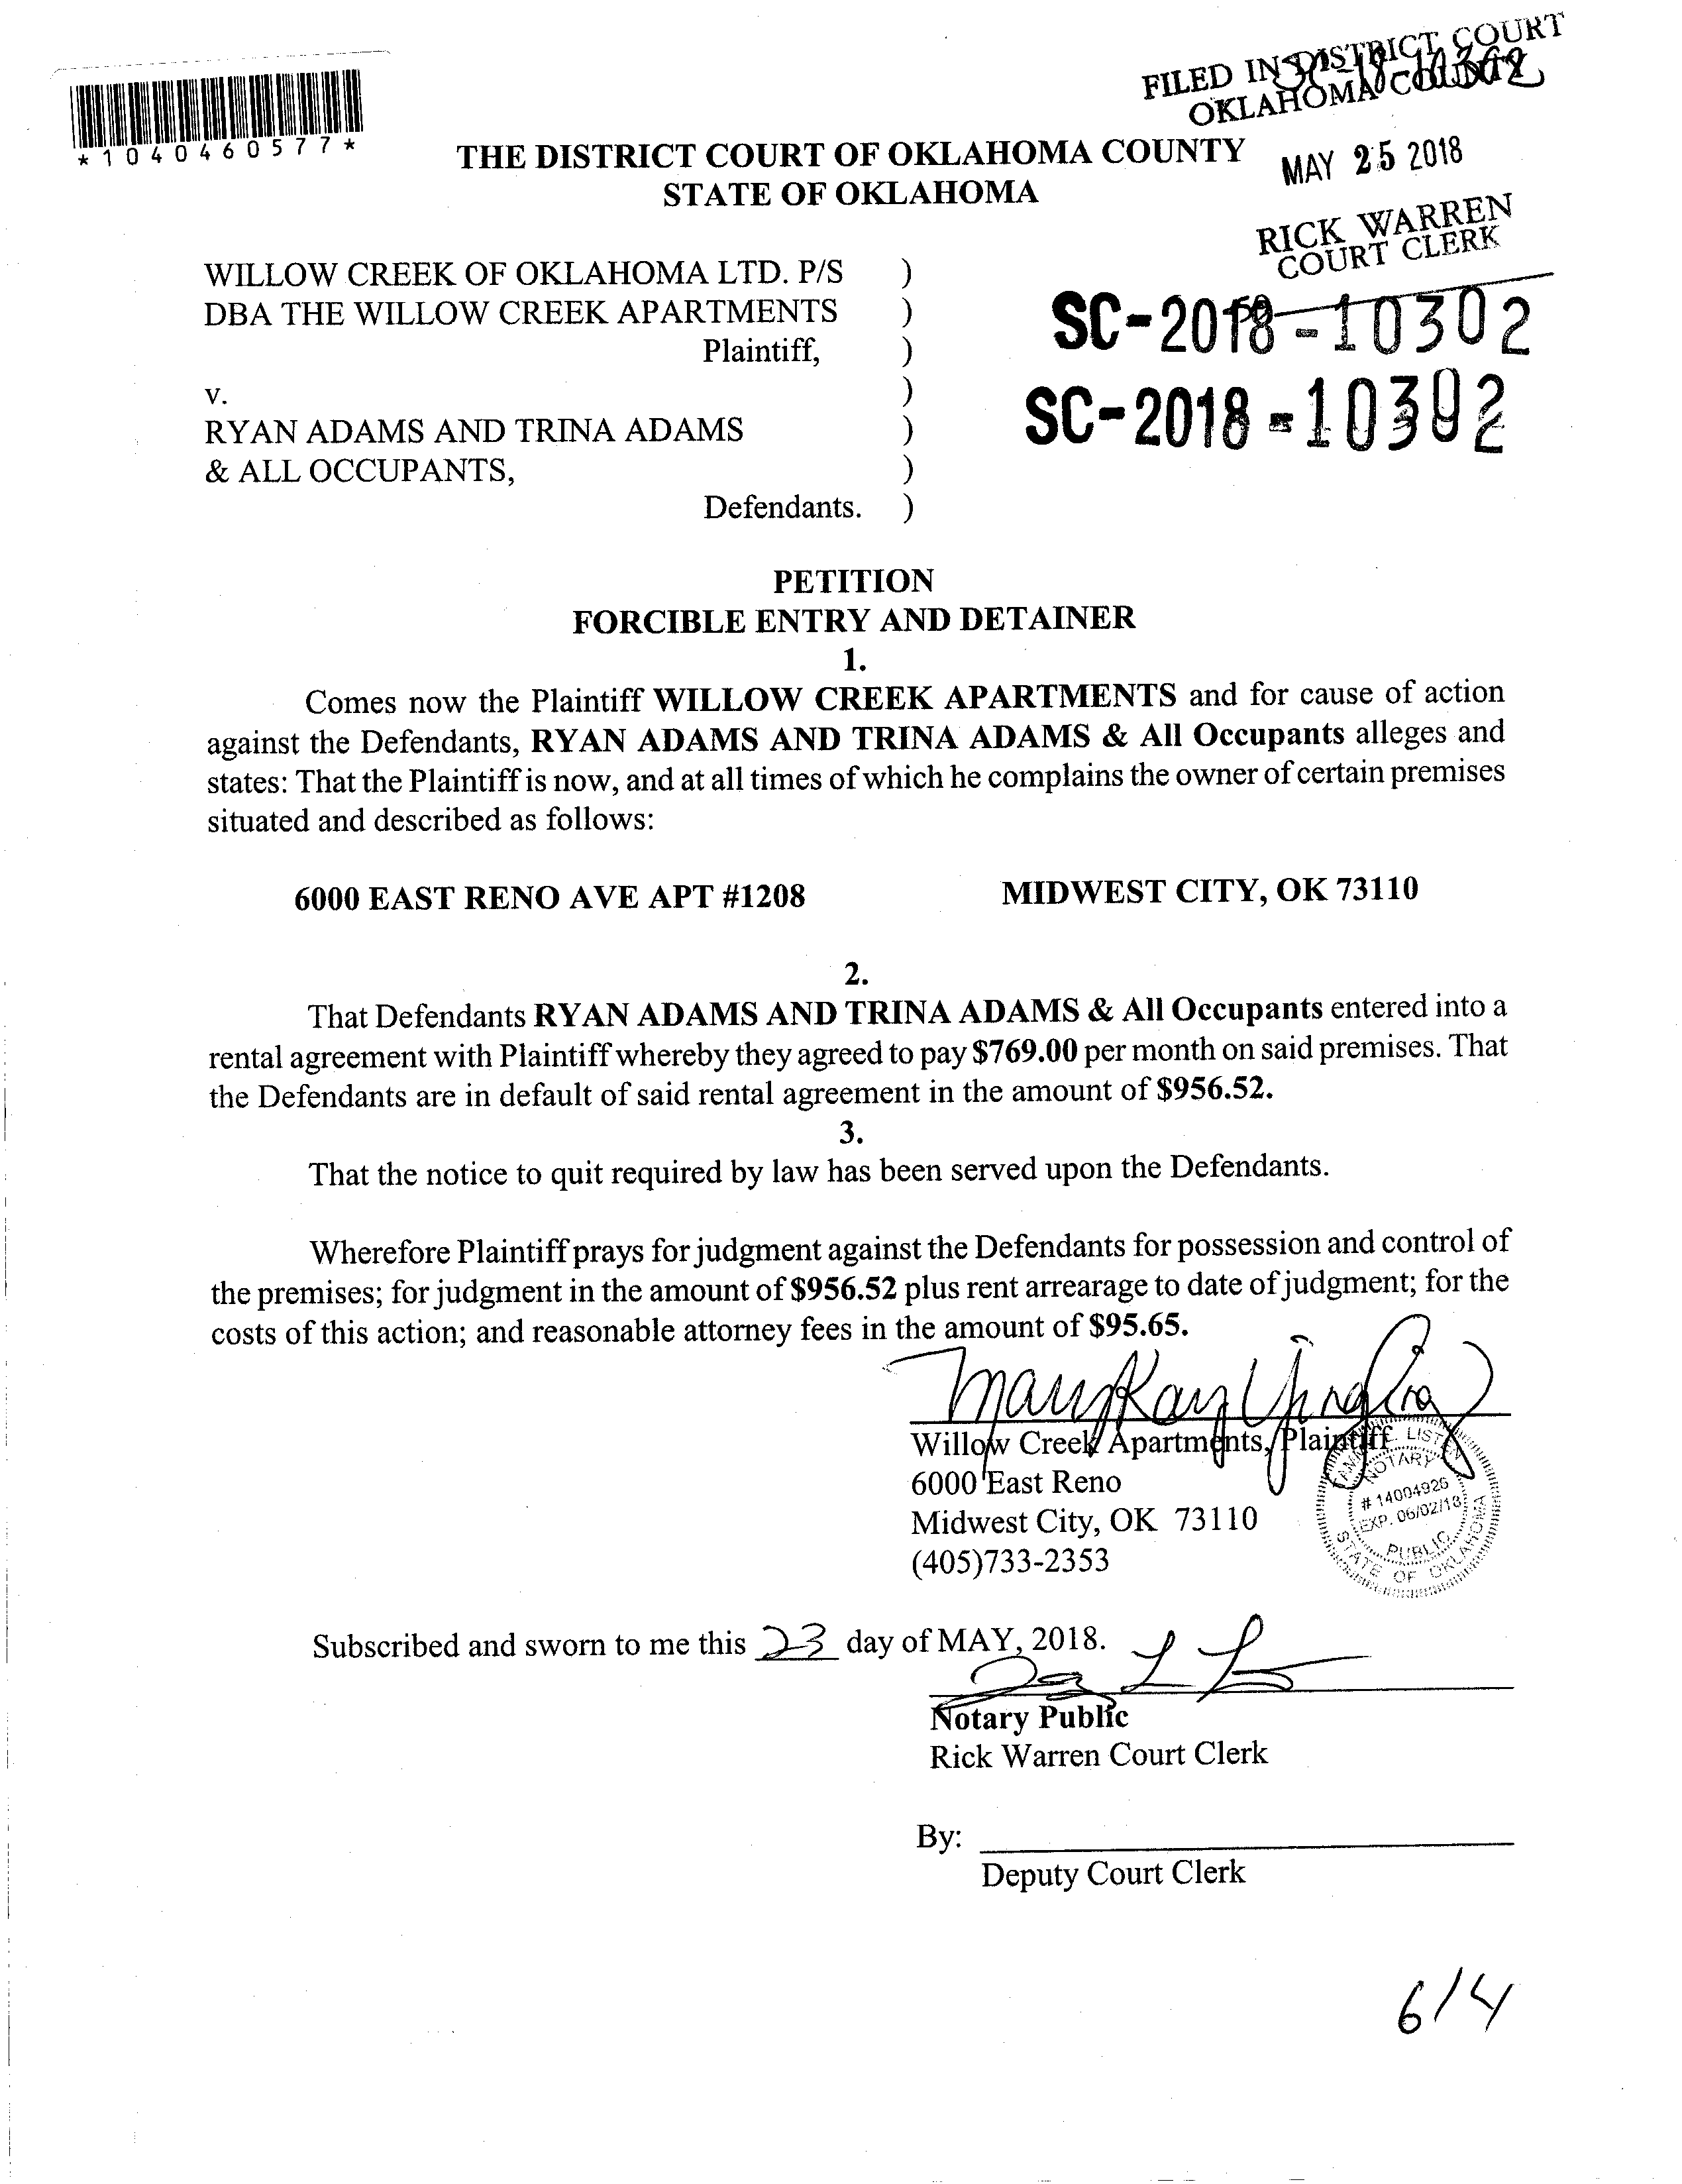 FILED IN DISTRICT COURT
OKLAHOMA COUNTY
*1040460577*
THE DISTRICT COURT OF OKLAHOMA COUNTY
STATE OF OKLAHOMA
MAY 25 2018
RICK WARREN
COURT CLERK
WILLOW CREEK OF OKLAHOMA LTD. P/S )
DBA THE WILLOW CREEK APARTMENTS )
Plaintiff, )
v. )
RYAN ADAMS AND TRINA ADAMS )
& ALL OCCUPANTS, )
Defendants. )
SC-2018-10302
SC-2018-10302
PETITION
FORCIBLE ENTRY AND DETAINER
1.
Comes now the Plaintiff WILLOW CREEK APARTMENTS and for cause of action
against the Defendants, RYAN ADAMS AND TRINA ADAMS & All Occupants alleges and
states: That the Plaintiff is now, and at all times of which he complains the owner of certain premises
situated and described as follows:
6000 EAST RENO AVE APT #1208 MIDWEST CITY, OK 73110
2.
That Defendants RYAN ADAMS AND TRINA ADAMS & All Occupants entered into a
rental agreement with Plaintiff whereby they agreed to pay $769.00 per month on said premises. That
the Defendants are in default of said rental agreement in the amount of $956.52.
3.
That the notice to quit required by law has been served upon the Defendants.
Wherefore Plaintiff prays for judgment against the Defendants for possession and control of
the premises; for judgment in the amount of $956.52 plus rent arrearage to date of judgment; for the
costs of this action; and reasonable attorney fees in the amount of $95.65.
Willow Creek Apartments, Plaintiff
6000 East Reno
Midwest City, OK 73110
(405)733-2353
NOTARY
# 14004926
EXP. 06/02/18
PUBLIC
STATE OF OKLAHOMA
Subscribed and sworn to me this 23 day of MAY, 2018.
Notary Public
Rick Warren Court Clerk
By:
Deputy Court Clerk
6/4